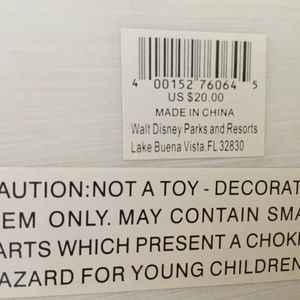 4 00152 76064 5
US $20.00
MADE IN CHINA
Walt Disney Parks and Resorts
Lake Buena Vista, FL 32830
AUTION: NOT A TOY - DECORAT
EM ONLY. MAY CONTAIN SMA
ARTS WHICH PRESENT A CHOKI
AZARD FOR YOUNG CHILDREN